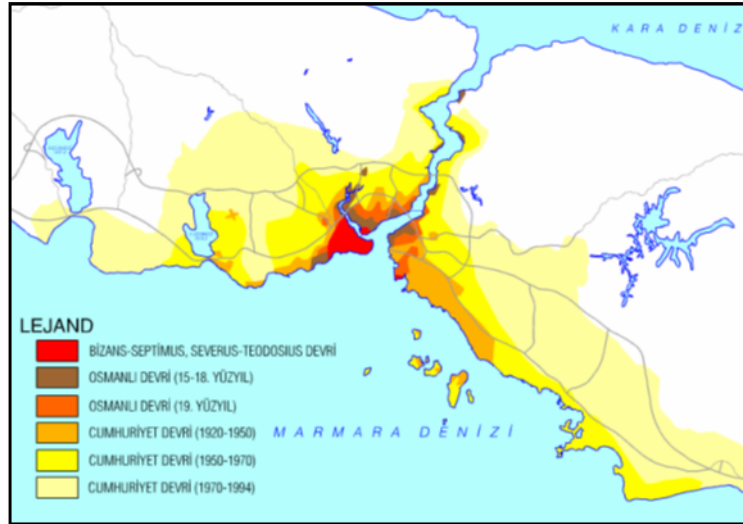 KARA DENİZ
LEJAND
BİZANS-SEPTİMUS, SEVERUS-TEODOSIUS DEVRİ
OSMANLI DEVRİ (15-18. YÜZYIL)
OSMANLI DEVRİ (19. YÜZYIL)
CUMHURİYET DEVRİ (1920-1950)
CUMHURİYET DEVRİ (1950-1970)
CUMHURİYET DEVRİ (1970-1994)
MARMARA DENİZİ